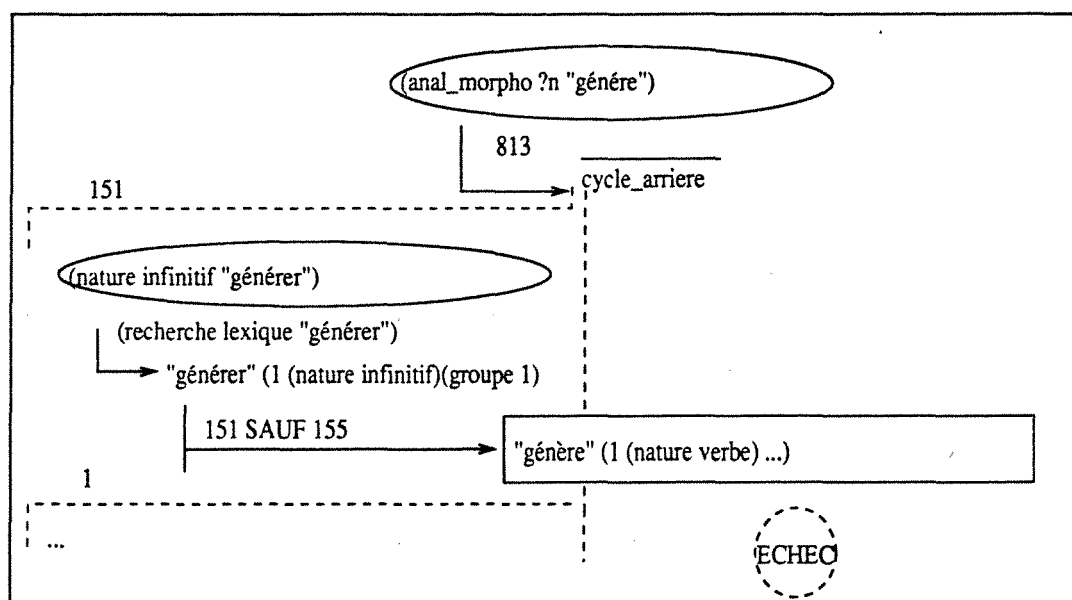 (anal_morpho ?n "génére")
813
cycle_arriere
151
(nature infinitif "générer")
(recherche lexique "générer")
"générer" (1 (nature infinitif)(groupe 1)
151 SAUF 155
"génère" (1 (nature verbe) ...)
1
...
ECHEC